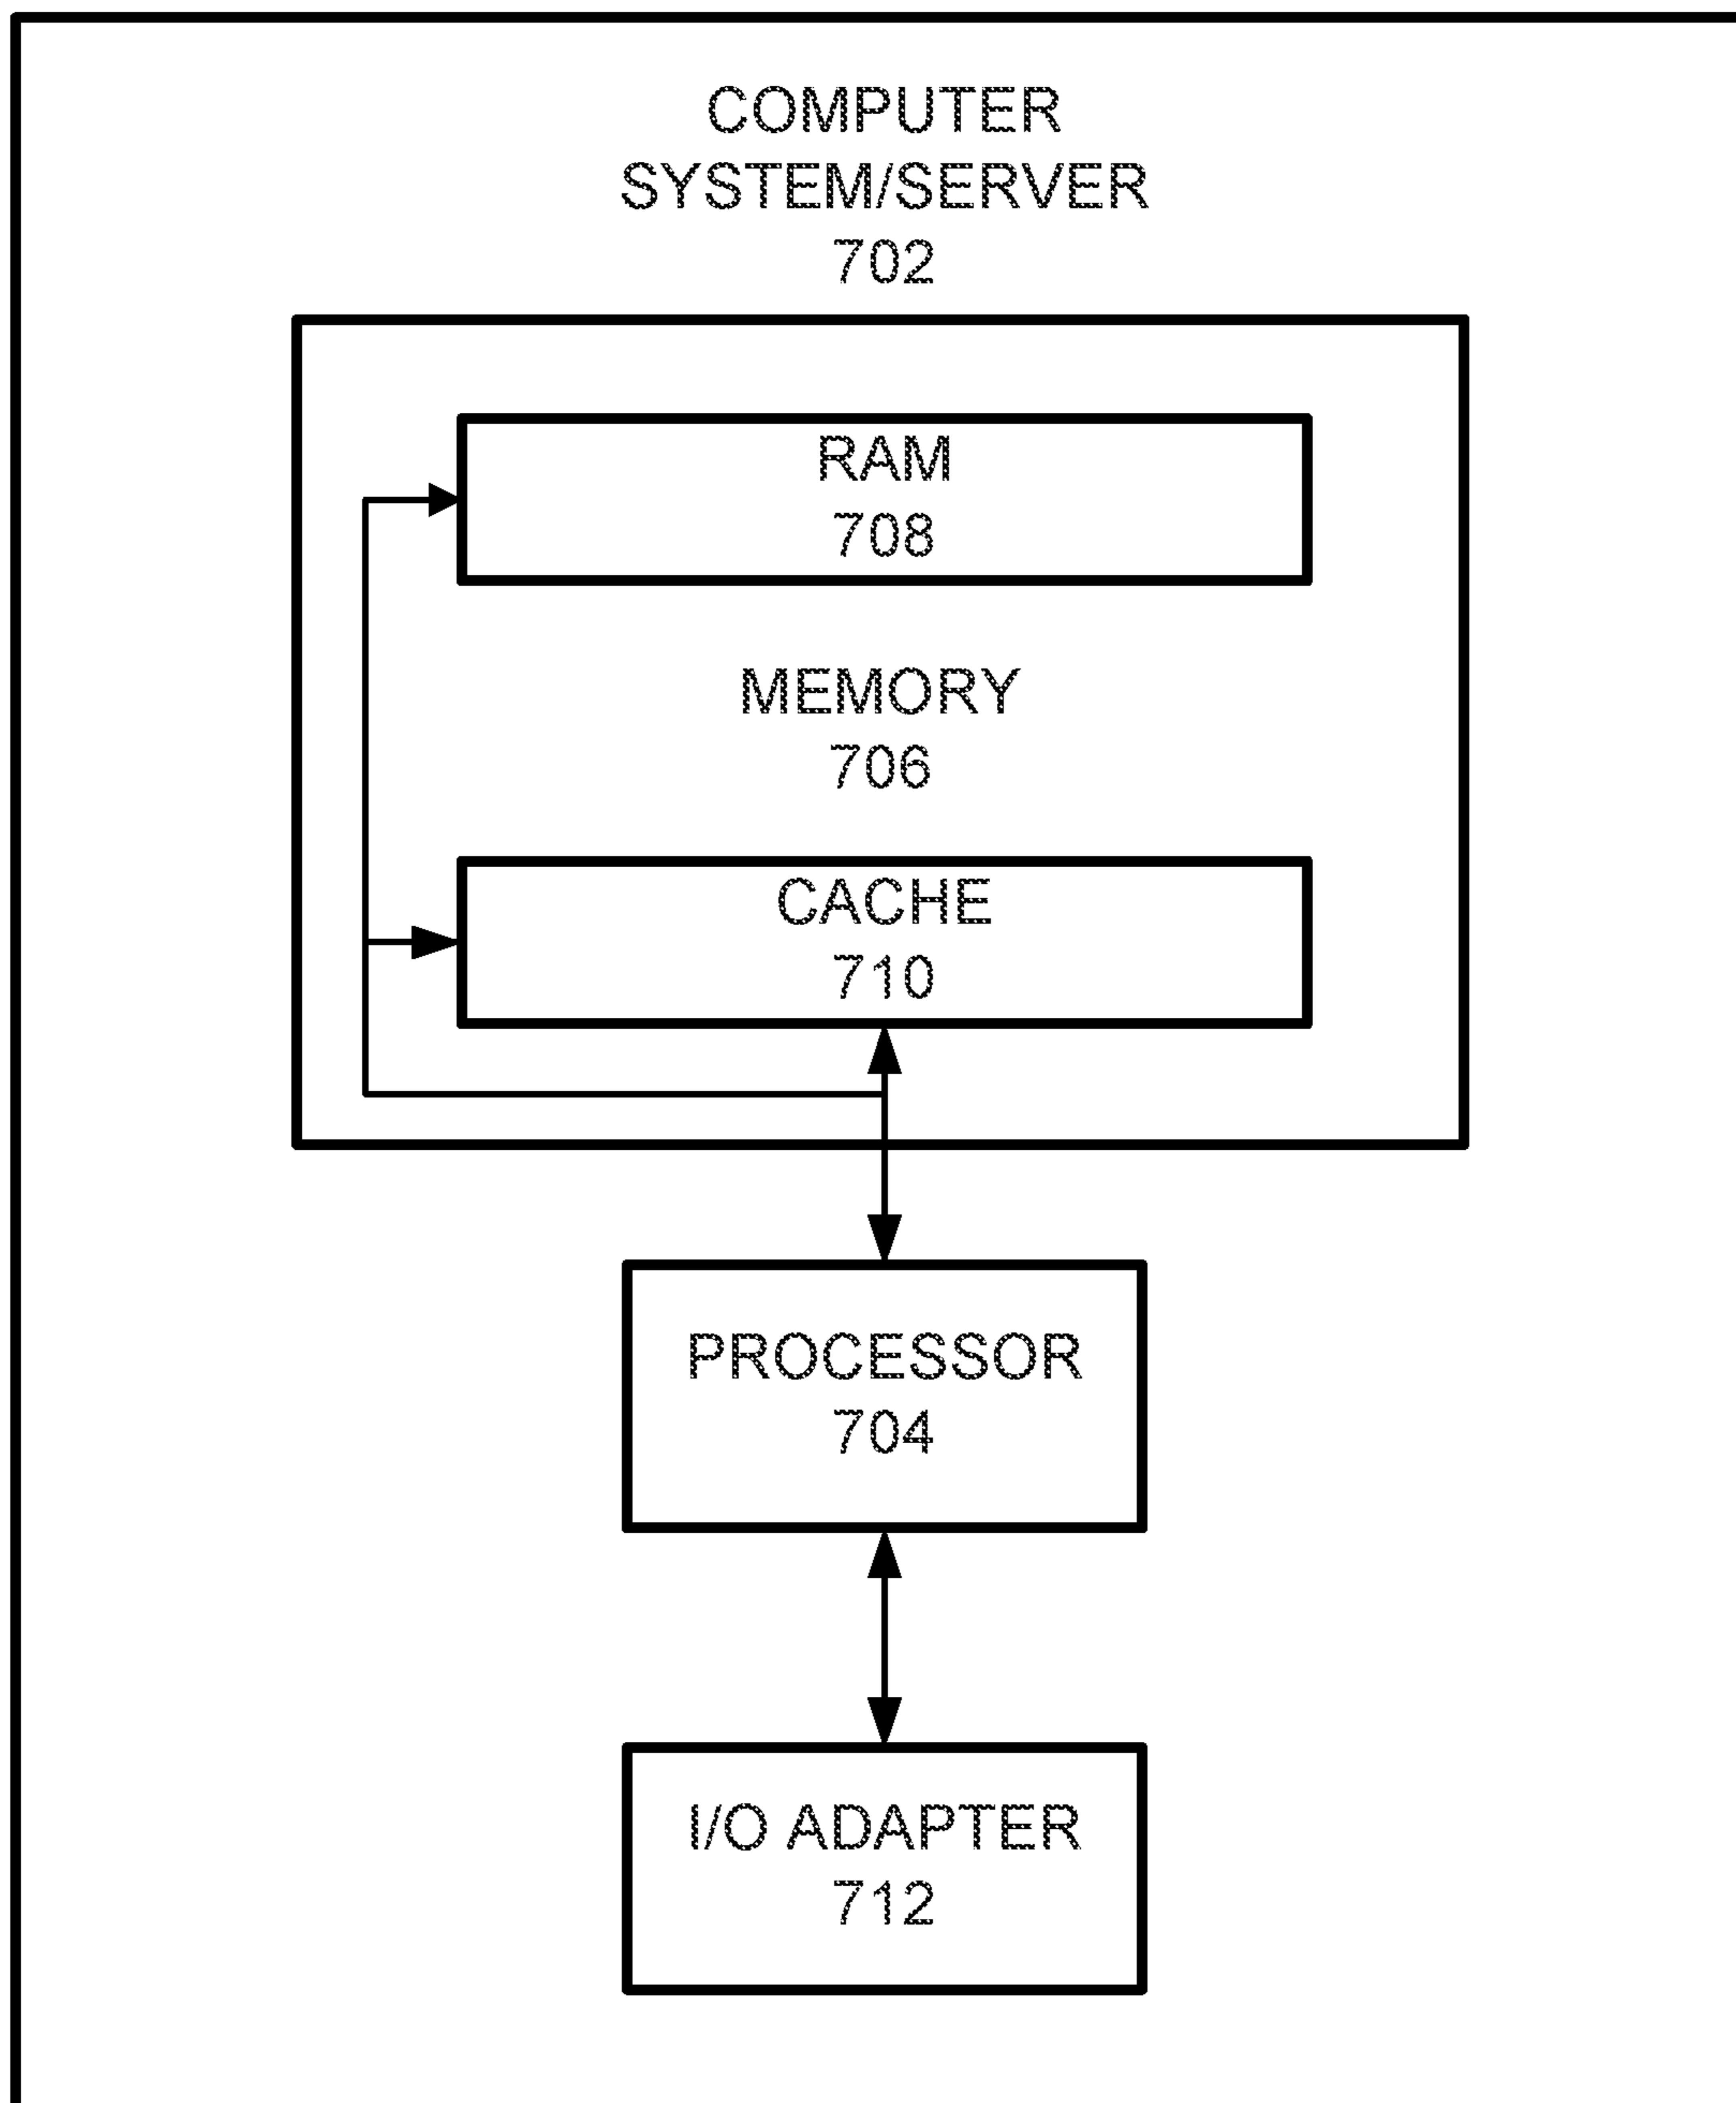 COMPUTER
SYSTEM/SERVER
702
RAM
708
MEMORY
706
CACHE
710
PROCESSOR
704
I/O ADAPTER
712